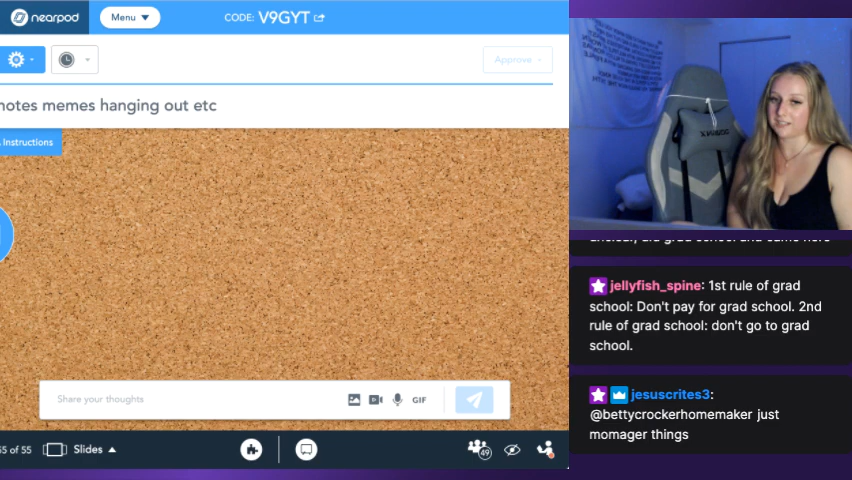 nearpod
Menu
CODE: V9GYT
Approve
notes memes hanging out etc
Instructions
Share your thoughts
GIF
55 of 55
Slides
49
jellyfish_spine: 1st rule of grad
school: Don't pay for grad school. 2nd
rule of grad school: don't go to grad
school.
jesuscrites3:
@bettycrockerhomemaker just
momager things